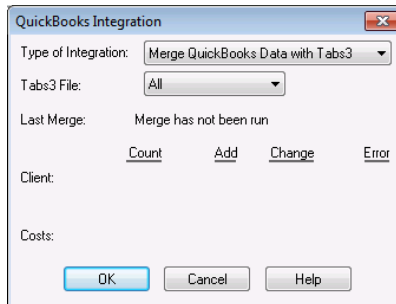 QuickBooks Integration
Type of Integration: Merge QuickBooks Data with Tabs3
Tabs3 File: All
Last Merge: Merge has not been run
Count Add Change Error
Client:
Costs:
OK Cancel Help